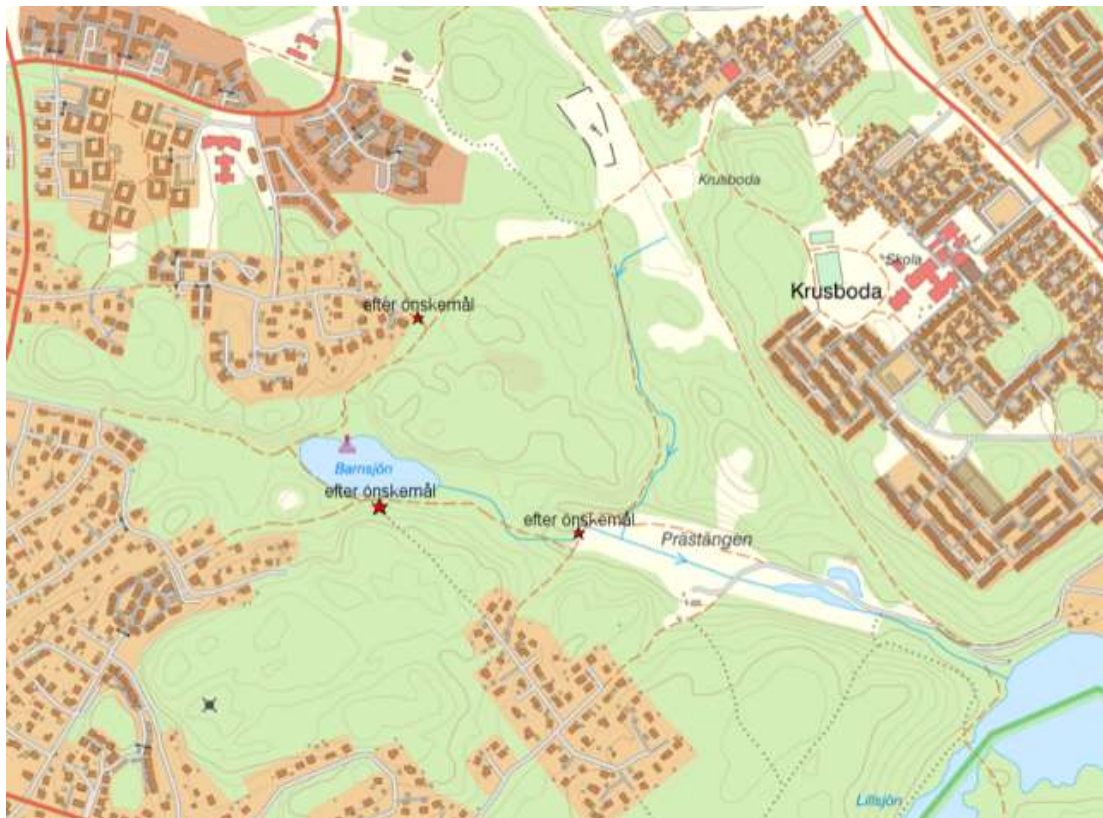 Krusboda
Skola
Krusboda
efter önskemål
Barnsjön
efter önskemål
efter önskemål
Prästängen
Lillsjön